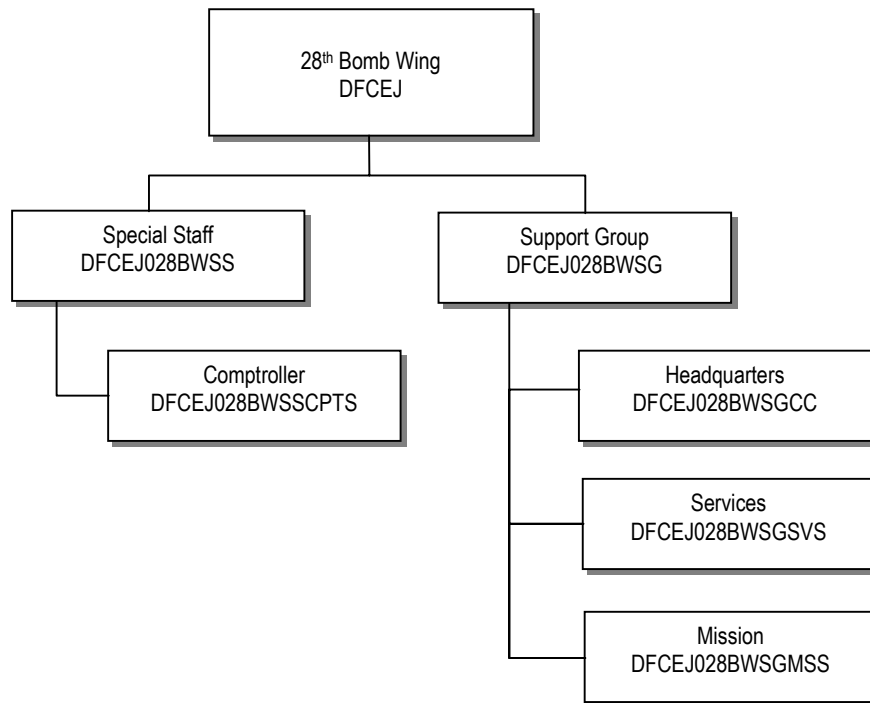 28th Bomb Wing
DFCEJ
Special Staff
DFCEJ028BWSS
Support Group
DFCEJ028BWSG
Comptroller
DFCEJ028BWSSCPTS
Headquarters
DFCEJ028BWSGCC
Services
DFCEJ028BWSGSVS
Mission
DFCEJ028BWSGMSS